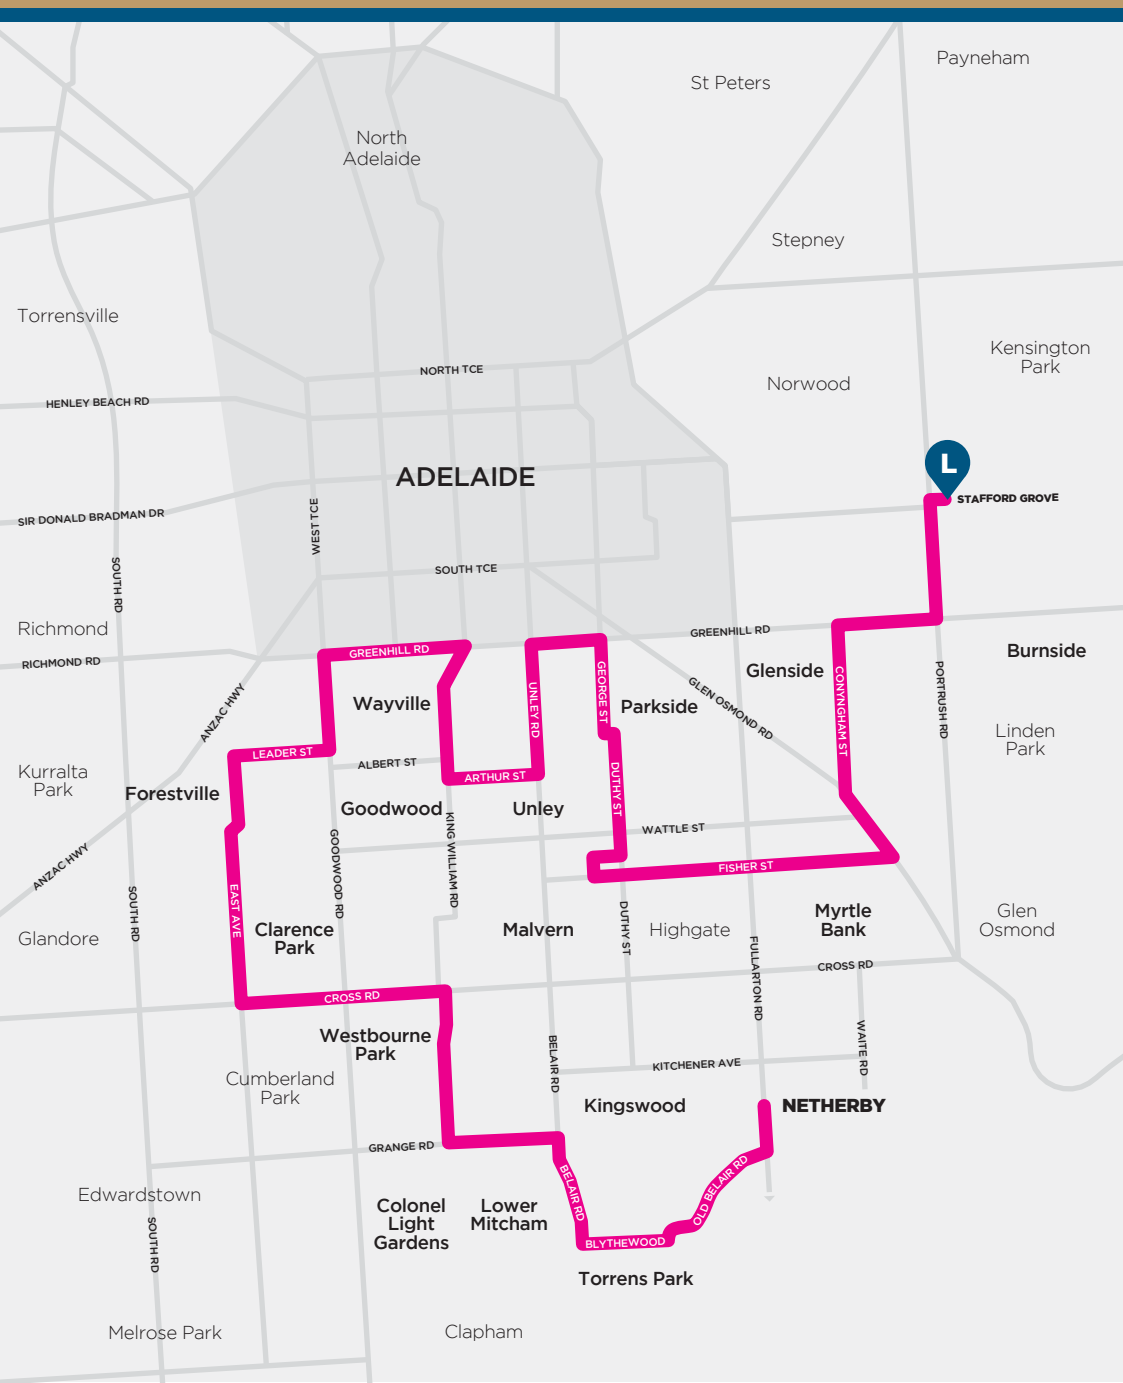 Payneham
St Peters
North
Adelaide
Stepney
Torrensville
Kensington
Park
NORTH TCE
Norwood
HENLEY BEACH RD
L
ADELAIDE
STAFFORD GROVE
SIR DONALD BRADMAN DR
WEST TCE
SOUTH TCE
SOUTH RD
Richmond
GREENHILL RD
RICHMOND RD
GREENHILL RD
Burnside
Glenside
CONYNGHAM ST
PORTRUSH RD
Wayville
UNLEY RD
GEORGE ST
Parkside
GLEN OSMOND RD
ANZAC HWY
Linden
Park
LEADER ST
ALBERT ST
ARTHUR ST
DUTHY ST
Kurralta
Park
Forestville
Goodwood
Unley
WATTLE ST
KING WILLIAM RD
GOODWOOD RD
ANZAC HWY
FISHER ST
EAST AVE
SOUTH RD
Clarence
Park
Malvern
DUTHY ST
Highgate
Myrtle
Bank
Glen
Osmond
Glandore
FULLARTON RD
CROSS RD
CROSS RD
Westbourne
Park
BELAIR RD
WAITE RD
KITCHENER AVE
Cumberland
Park
Kingswood
NETHERBY
GRANGE RD
BELAIR RD
OLD BELAIR RD
Edwardstown
Colonel
Light
Gardens
Lower
Mitcham
SOUTH RD
BLYTHEWOOD
Torrens Park
Melrose Park
Clapham